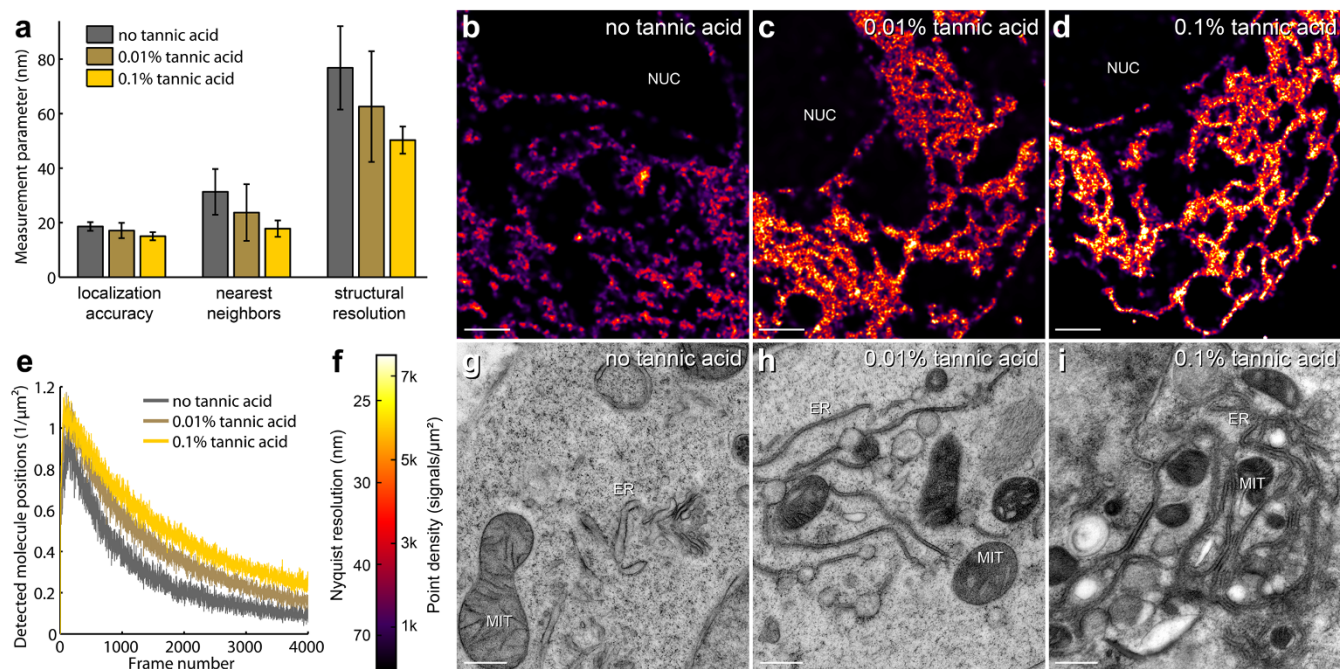 a
no tannic acid
0.01% tannic acid
0.1% tannic acid
Measurement parameter (nm)
80
60
40
20
0
localization
accuracy
nearest
neighbors
structural
resolution
b
no tannic acid
NUC
c
0.01% tannic acid
NUC
d
0.1% tannic acid
NUC
e
no tannic acid
0.01% tannic acid
0.1% tannic acid
Detected molecule positions (1/µm²)
1.2
1
0.8
0.6
0.4
0.2
0
0
1000
2000
3000
4000
Frame number
f
Nyquist resolution (nm)
25
30
40
70
Point density (signals/µm²)
7k
5k
3k
1k
g
no tannic acid
ER
MIT
h
0.01% tannic acid
ER
MIT
i
0.1% tannic acid
ER
MIT